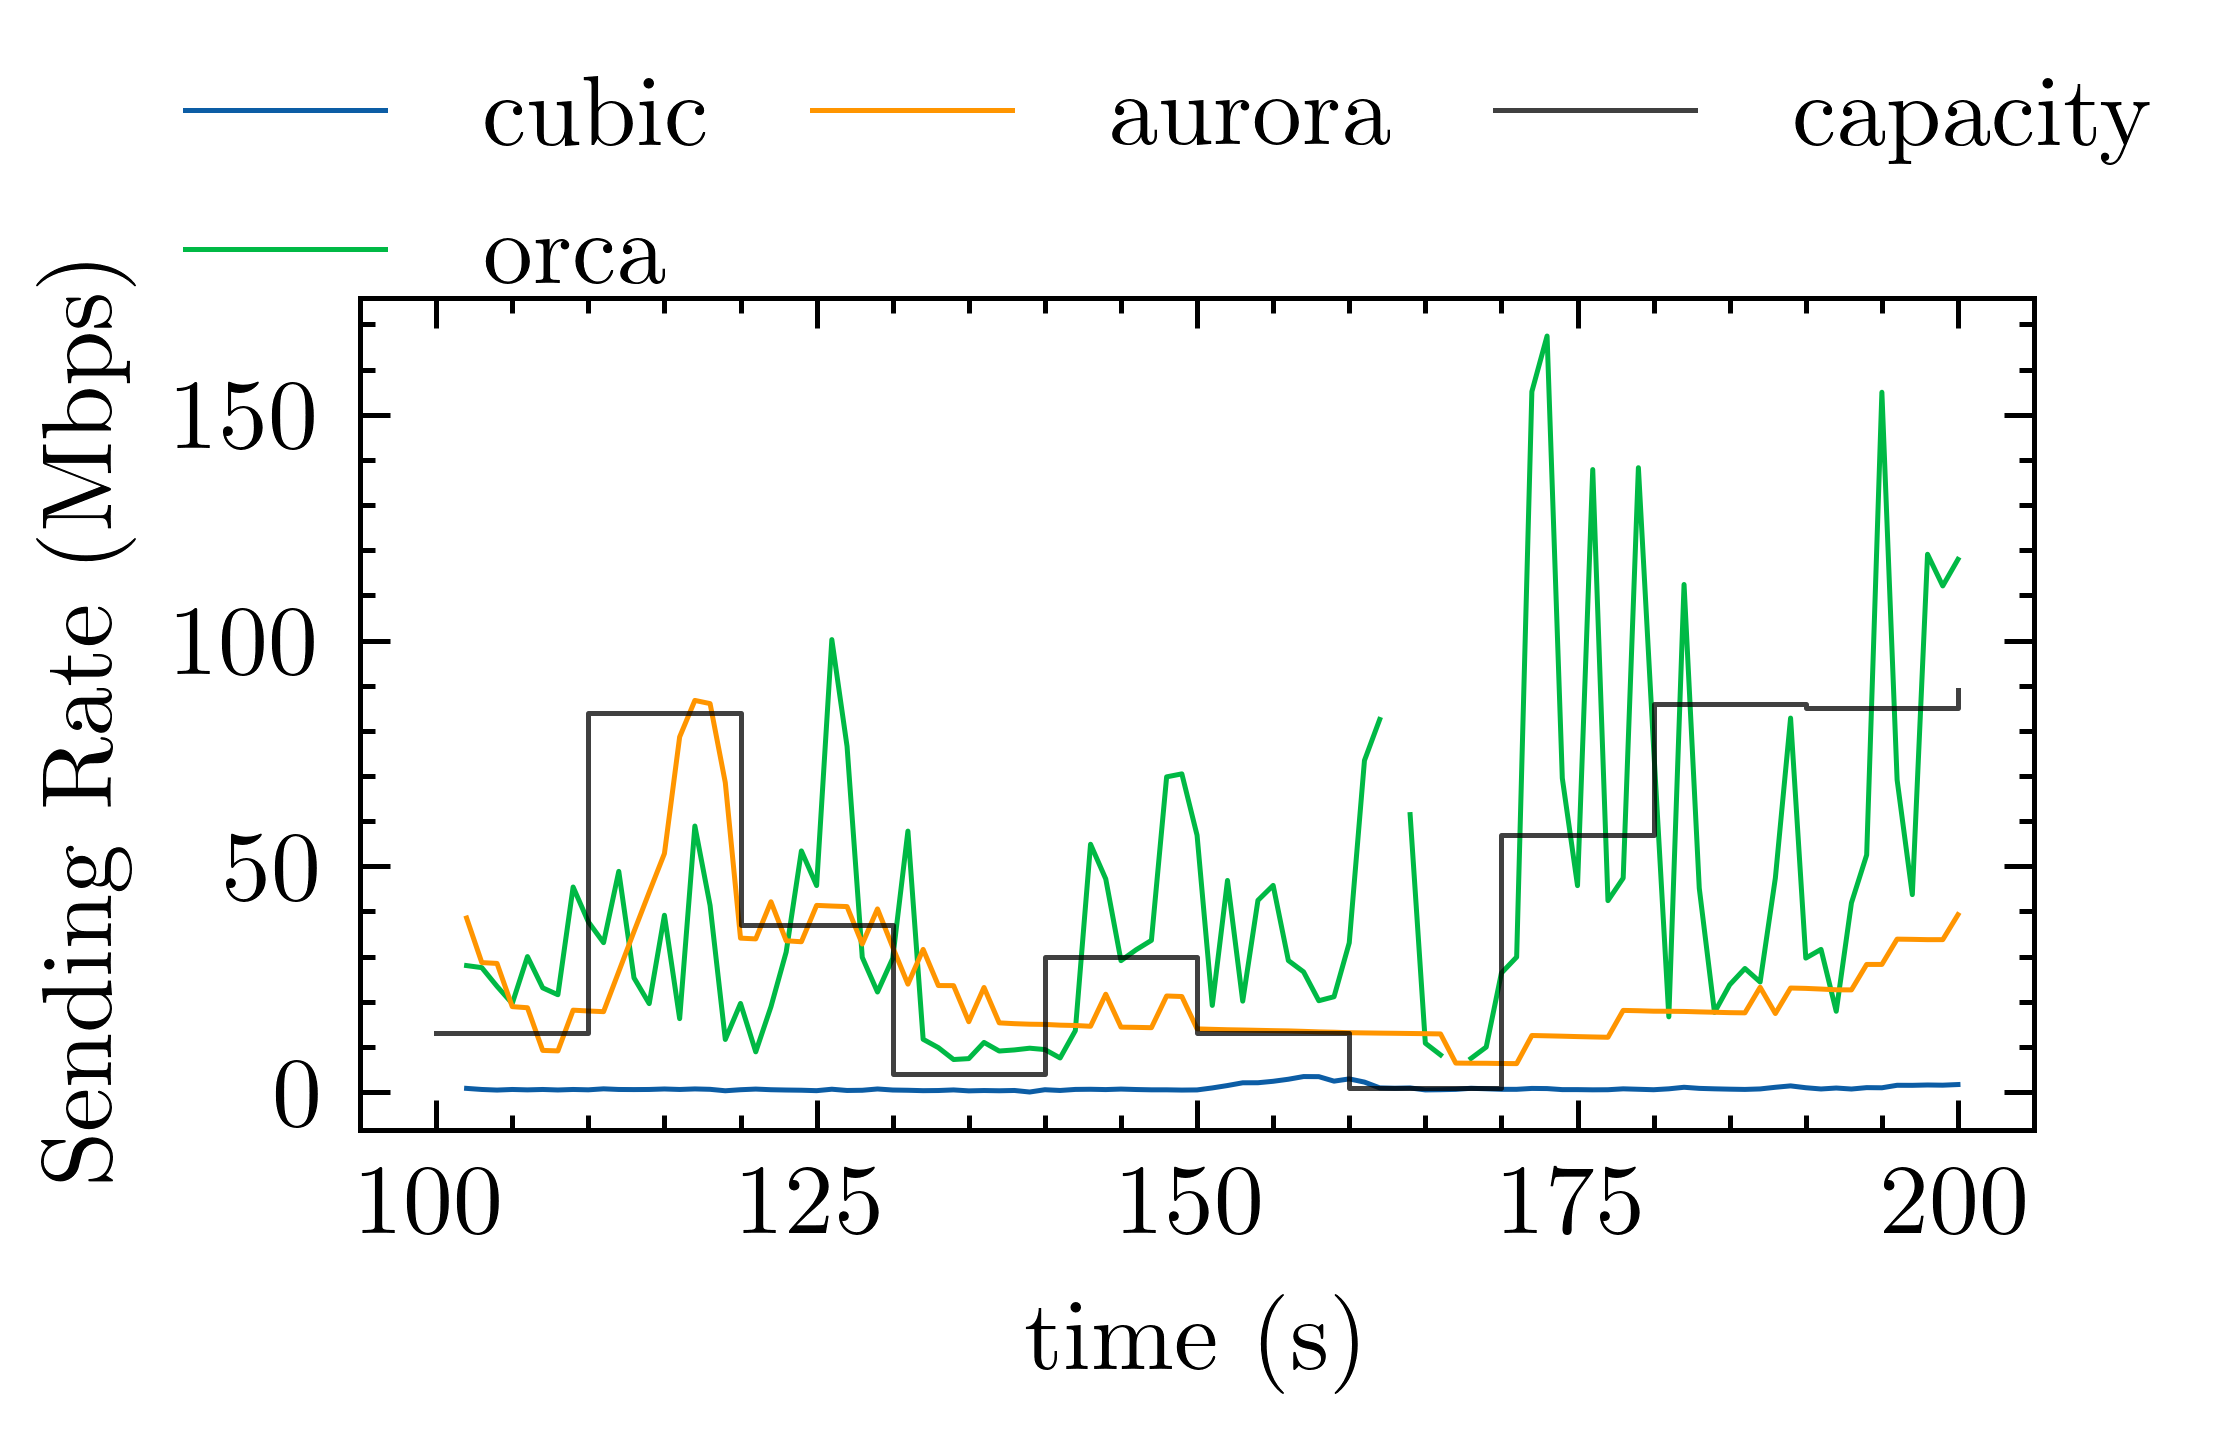 cubic aurora capacity
orca
Sending Rate (Mbps)
150
100
50
0
100 125 150 175 200
time (s)